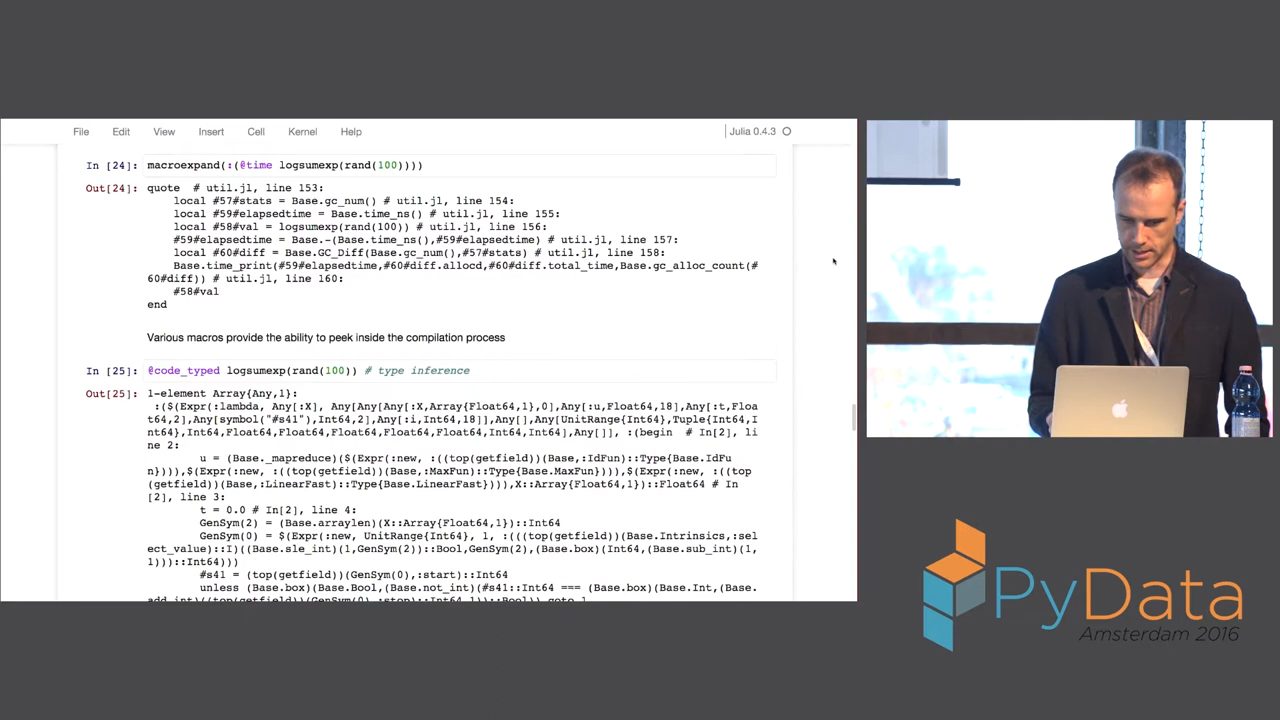 File Edit View Insert Cell Kernel Help Julia 0.4.3
In [24]: macroexpand(:(@time logsumexp(rand(100))))
Out[24]: quote  # util.jl, line 153:
local #57#stats = Base.gc_num() # util.jl, line 154:
local #59#elapsedtime = Base.time_ns() # util.jl, line 155:
local #58#val = logsumexp(rand(100)) # util.jl, line 156:
#59#elapsedtime = Base.-(Base.time_ns(),#59#elapsedtime) # util.jl, line 157:
local #60#diff = Base.GC_Diff(Base.gc_num(),#57#stats) # util.jl, line 158:
Base.time_print(#59#elapsedtime,#60#diff.allocd,#60#diff.total_time,Base.gc_alloc_count(#
60#diff)) # util.jl, line 160:
#58#val
end
Various macros provide the ability to peek inside the compilation process
In [25]: @code_typed logsumexp(rand(100)) # type inference
Out[25]: 1-element Array{Any,1}:
:($(Expr(:lambda, Any[:X], Any[Any[Any[:X,Array{Float64,1},0],Any[:u,Float64,18],Any[:t,Floa
t64,2],Any[symbol("#s41"),Int64,2],Any[:i,Int64,18]],Any[],Any[UnitRange{Int64},Tuple{Int64,I
nt64},Int64,Float64,Float64,Float64,Float64,Float64,Int64,Int64],Any[]], :(begin  # In[2], li
ne 2:
u = (Base._mapreduce)($(Expr(:new, :((top(getfield))(Base,:IdFun)::Type{Base.IdFu
n}))),$(Expr(:new, :((top(getfield))(Base,:MaxFun)::Type{Base.MaxFun}))),$(Expr(:new, :((top
(getfield))(Base,:LinearFast)::Type{Base.LinearFast}))),X::Array{Float64,1})::Float64 # In
[2], line 3:
t = 0.0 # In[2], line 4:
GenSym(2) = (Base.arraylen)(X::Array{Float64,1})::Int64
GenSym(0) = $(Expr(:new, UnitRange{Int64}, 1, :(((top(getfield))(Base.Intrinsics,:sel
ect_value)::I)((Base.sle_int)(1,GenSym(2))::Bool,GenSym(2),(Base.box)(Int64,(Base.sub_int)(1,
1)))::Int64)))
#s41 = (top(getfield))(GenSym(0),:start)::Int64
unless (Base.box)(Base.Bool,(Base.not_int)(#s41::Int64 === (Base.box)(Base.Int,(Base.
add_int)((top(getfield))(GenSym(0),:stop)::Int64,1))::Bool)) goto 1
PyData
Amsterdam 2016